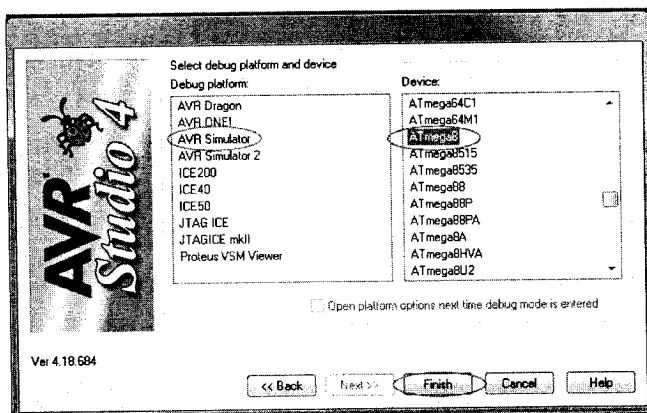 AVR Studio 4
Ver 4.18.684
Select debug platform and device
Debug platform:
AVR Dragon
AVR ONE!
AVR Simulator
AVR Simulator 2
ICE200
ICE40
ICE50
JTAG ICE
JTAGICE mkII
Proteus VSM Viewer
Device:
ATmega64C1
ATmega64M1
ATmega8
ATmega8515
ATmega8535
ATmega88
ATmega88P
ATmega88PA
ATmega8A
ATmega8HVA
ATmega8U2
Open platform options next time debug mode is entered
<< Back
Next >>
Finish
Cancel
Help